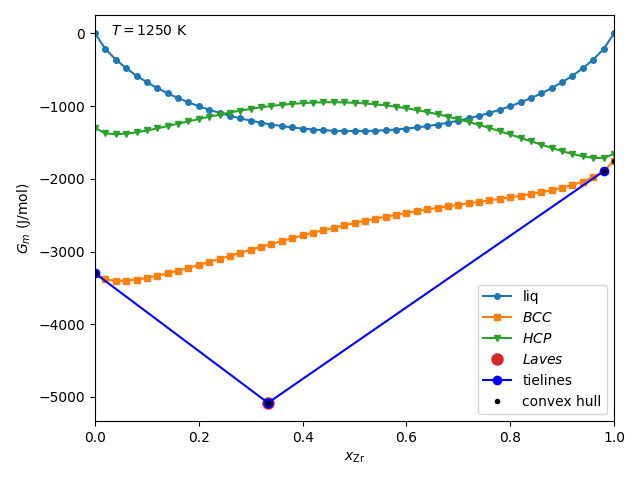 T = 1250 K
0
−1000
−2000
−3000
−4000
−5000
G_m (J/mol)
0.0 0.2 0.4 0.6 0.8 1.0
x_Zr
liq
BCC
HCP
Laves
tielines
convex hull